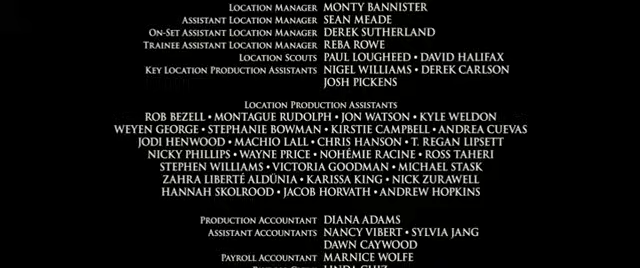 LOCATION MANAGER MONTY BANNISTER
ASSISTANT LOCATION MANAGER SEAN MEADE
ON-SET ASSISTANT LOCATION MANAGER DEREK SUTHERLAND
TRAINEE ASSISTANT LOCATION MANAGER REBA ROWE
LOCATION SCOUTS PAUL LOUGHEED • DAVID HALIFAX
KEY LOCATION PRODUCTION ASSISTANTS NIGEL WILLIAMS • DEREK CARLSON
JOSH PICKENS
LOCATION PRODUCTION ASSISTANTS
ROB BEZELL • MONTAGUE RUDOLPH • JON WATSON • KYLE WELDON
WEYEN GEORGE • STEPHANIE BOWMAN • KIRSTIE CAMPBELL • ANDREA CUEVAS
JODI HENWOOD • MACHIO LALL • CHRIS HANSON • T. REGAN LIPSETT
NICKY PHILLIPS • WAYNE PRICE • NOHÉMIE RACINE • ROSS TAHERI
STEPHEN WILLIAMS • VICTORIA GOODMAN • MICHAEL STASK
ZAHRA LIBERTÉ ALDÜNIA • KARISSA KING • NICK ZURAWELL
HANNAH SKOLROOD • JACOB HORVATH • ANDREW HOPKINS
PRODUCTION ACCOUNTANT DIANA ADAMS
ASSISTANT ACCOUNTANTS NANCY VIBERT • SYLVIA JANG
DAWN CAYWOOD
PAYROLL ACCOUNTANT MARNICE WOLFE